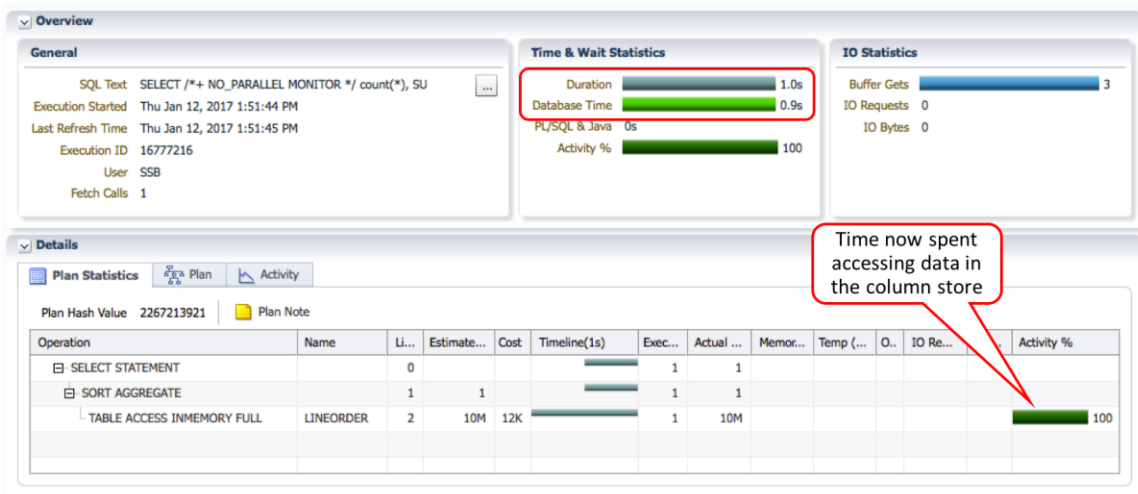 Overview
General
SQL Text SELECT /*+ NO_PARALLEL MONITOR */ count(*), SU ...
Execution Started Thu Jan 12, 2017 1:51:44 PM
Last Refresh Time Thu Jan 12, 2017 1:51:45 PM
Execution ID 16777216
User SSB
Fetch Calls 1
Time & Wait Statistics
Duration 1.0s
Database Time 0.9s
PL/SQL & Java 0s
Activity % 100
IO Statistics
Buffer Gets 3
IO Requests 0
IO Bytes 0
Details
Time now spent
accessing data in
the column store
Plan Statistics Plan Activity
Plan Hash Value 2267213921 Plan Note
Operation Name Li... Estimate... Cost Timeline(1s) Exec... Actual ... Memor... Temp (... O.. IO Re... Activity %
SELECT STATEMENT 0 1 1
SORT AGGREGATE 1 1 1 1
TABLE ACCESS INMEMORY FULL LINEORDER 2 10M 12K 1 10M 100